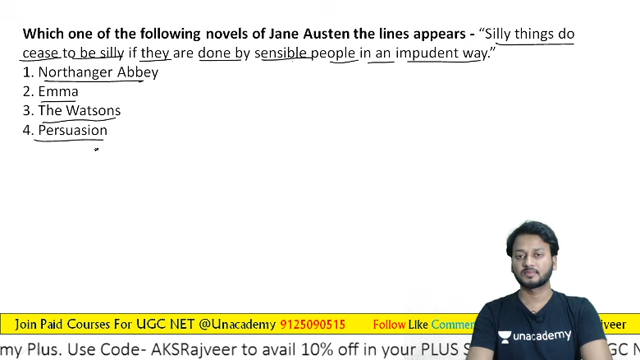 Which one of the following novels of Jane Austen the lines appears - “Silly things do
cease to be silly if they are done by sensible people in an impudent way.”
1. Northanger Abbey
2. Emma
3. The Watsons
4. Persuasion
unacademy
Join Paid Courses For UGC NET @Unacademy 9125090515 Follow Like Commen
my Plus. Use Code- AKSRajveer to avail 10% off in your PLUS S